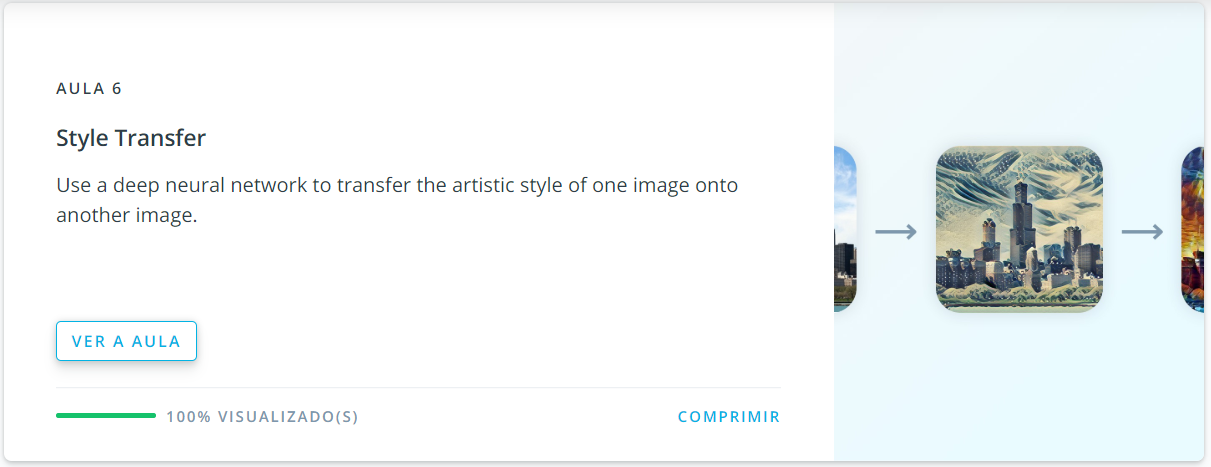 AULA 6
Style Transfer
Use a deep neural network to transfer the artistic style of one image onto
another image.
VER A AULA
100% VISUALIZADO(S)
COMPRIMIR